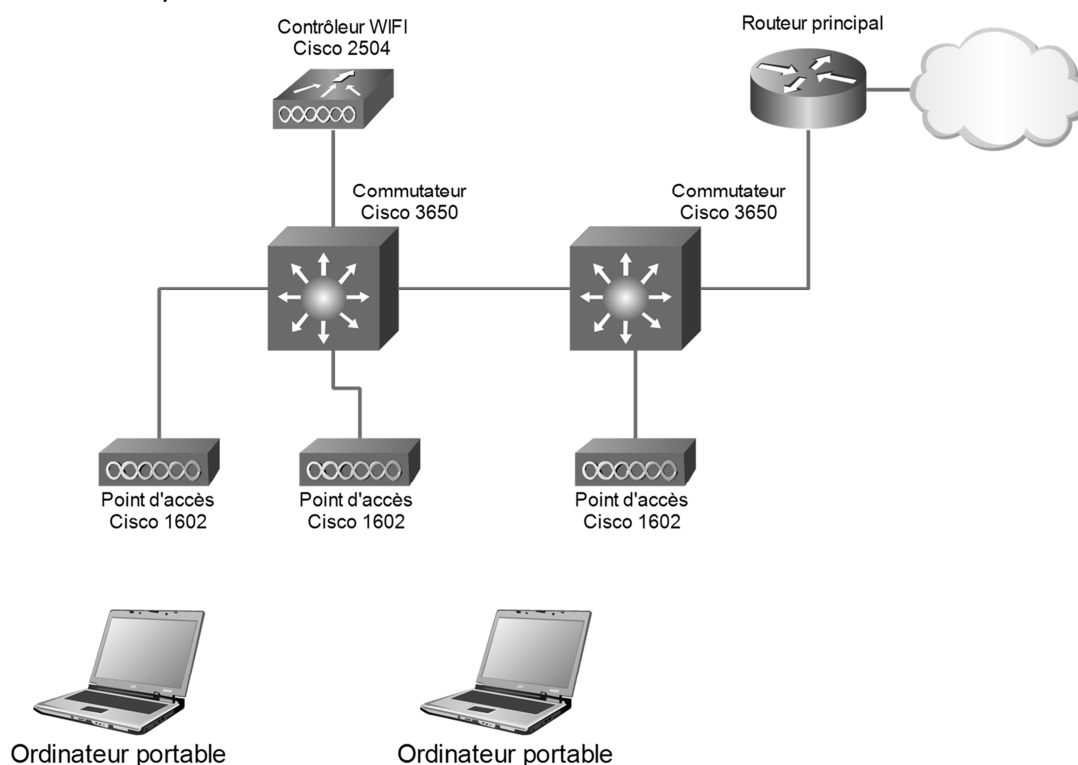 Contrôleur WIFI
Cisco 2504
Routeur principal
Commutateur
Cisco 3650
Commutateur
Cisco 3650
Point d'accès
Cisco 1602
Point d'accès
Cisco 1602
Point d'accès
Cisco 1602
Ordinateur portable
Ordinateur portable